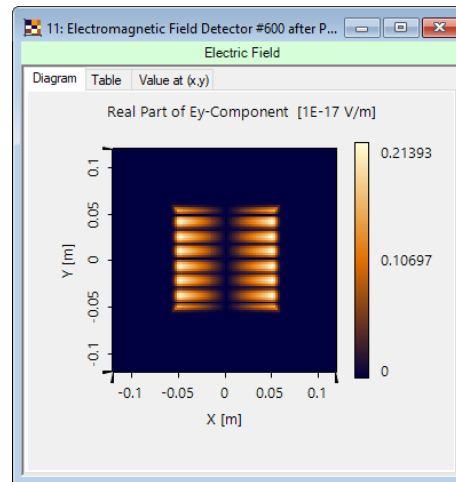 11: Electromagnetic Field Detector #600 after P...
Electric Field
Diagram Table Value at (x,y)
Real Part of Ey-Component [1E-17 V/m]
0.1
0.05
0
-0.05
-0.1
Y [m]
-0.1 -0.05 0 0.05 0.1
X [m]
0.21393
0.10697
0